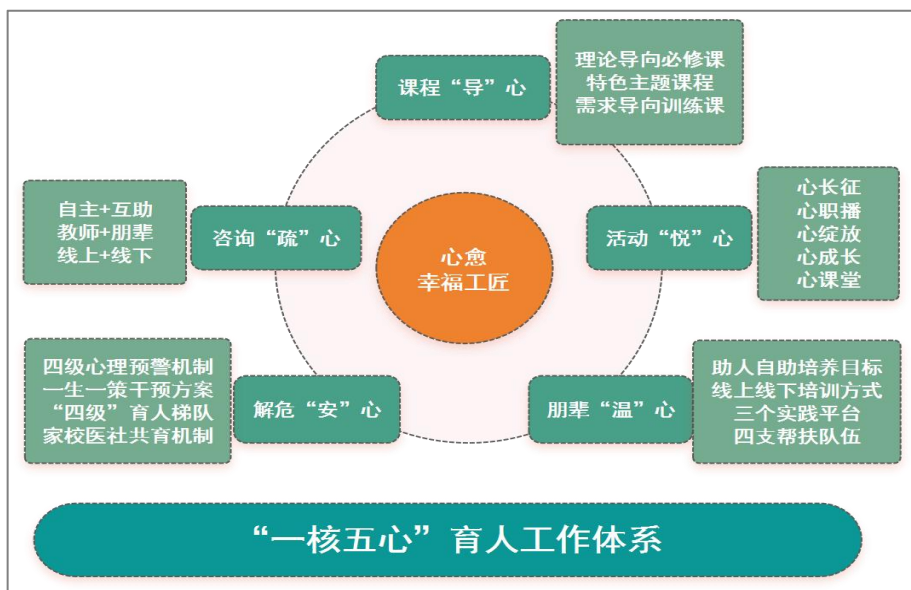 课程“导”心
理论导向必修课
特色主题课程
需求导向训练课
自主+互助
教师+朋辈
线上+线下
咨询“疏”心
心愈
幸福工匠
活动“悦”心
心长征
心职播
心绽放
心成长
心课堂
四级心理预警机制
一生一策干预方案
“四级”育人梯队
家校医社共育机制
解危“安”心
朋辈“温”心
助人自助培养目标
线上线下培训方式
三个实践平台
四支帮扶队伍
“一核五心”育人工作体系